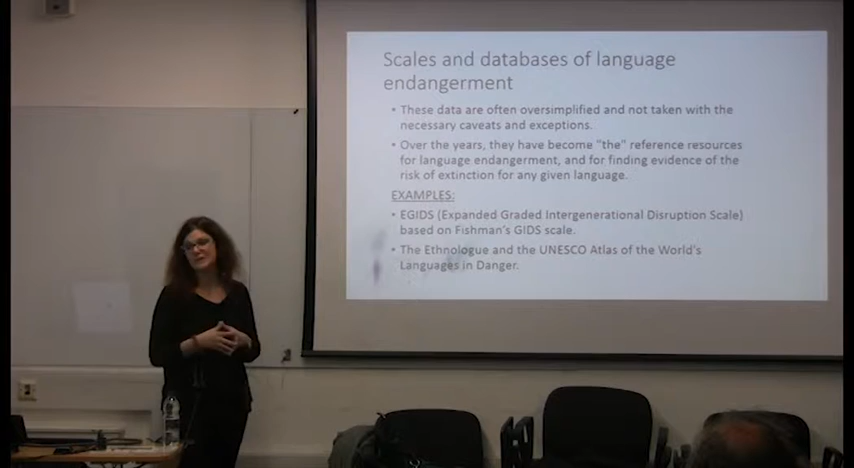 Scales and databases of language
endangerment
• These data are often oversimplified and not taken with the
necessary caveats and exceptions.
• Over the years, they have become "the" reference resources
for language endangerment, and for finding evidence of the
risk of extinction for any given language.
EXAMPLES:
• EGIDS (Expanded Graded Intergenerational Disruption Scale)
based on Fishman's GIDS scale.
• The Ethnologue and the UNESCO Atlas of the World's
Languages in Danger.